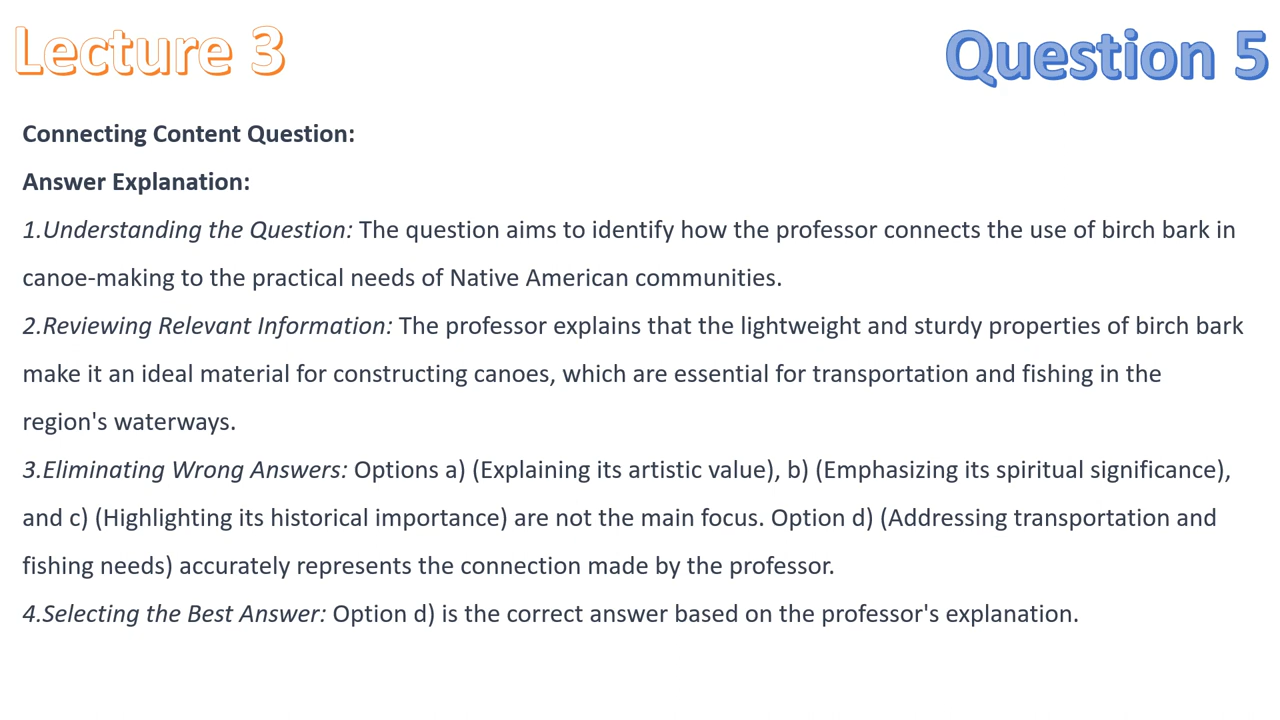 Lecture 3
Question 5
Connecting Content Question:
Answer Explanation:
1.Understanding the Question: The question aims to identify how the professor connects the use of birch bark in
canoe-making to the practical needs of Native American communities.
2.Reviewing Relevant Information: The professor explains that the lightweight and sturdy properties of birch bark
make it an ideal material for constructing canoes, which are essential for transportation and fishing in the
region's waterways.
3.Eliminating Wrong Answers: Options a) (Explaining its artistic value), b) (Emphasizing its spiritual significance),
and c) (Highlighting its historical importance) are not the main focus. Option d) (Addressing transportation and
fishing needs) accurately represents the connection made by the professor.
4.Selecting the Best Answer: Option d) is the correct answer based on the professor's explanation.